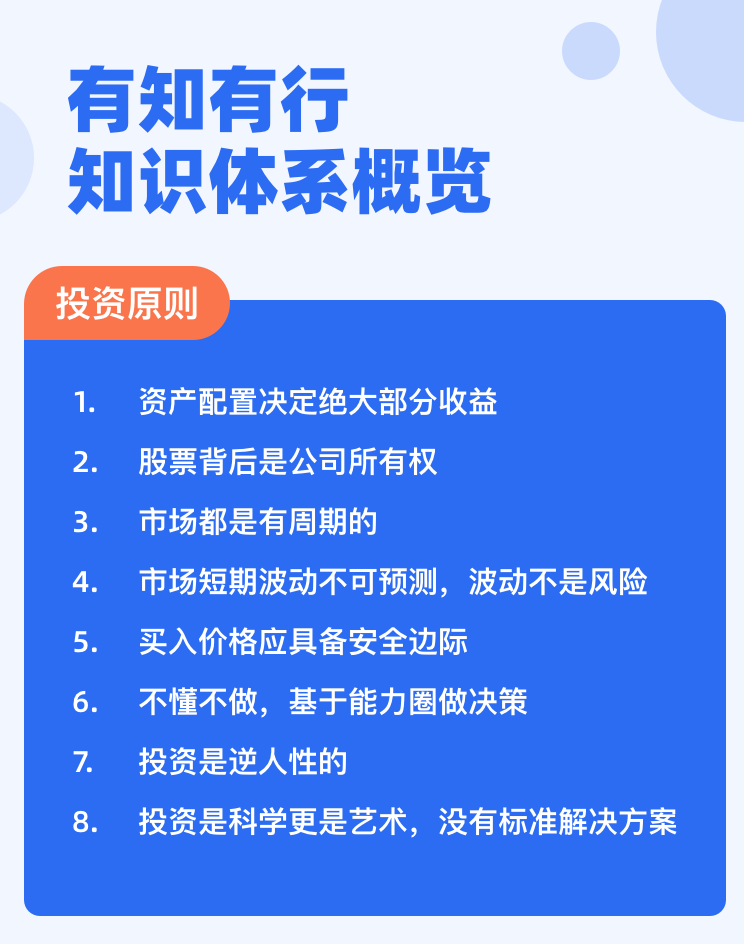 有知有行
知识体系概览
投资原则
1. 资产配置决定绝大部分收益
2. 股票背后是公司所有权
3. 市场都是有周期的
4. 市场短期波动不可预测，波动不是风险
5. 买入价格应具备安全边际
6. 不懂不做，基于能力圈做决策
7. 投资是逆人性的
8. 投资是科学更是艺术，没有标准解决方案